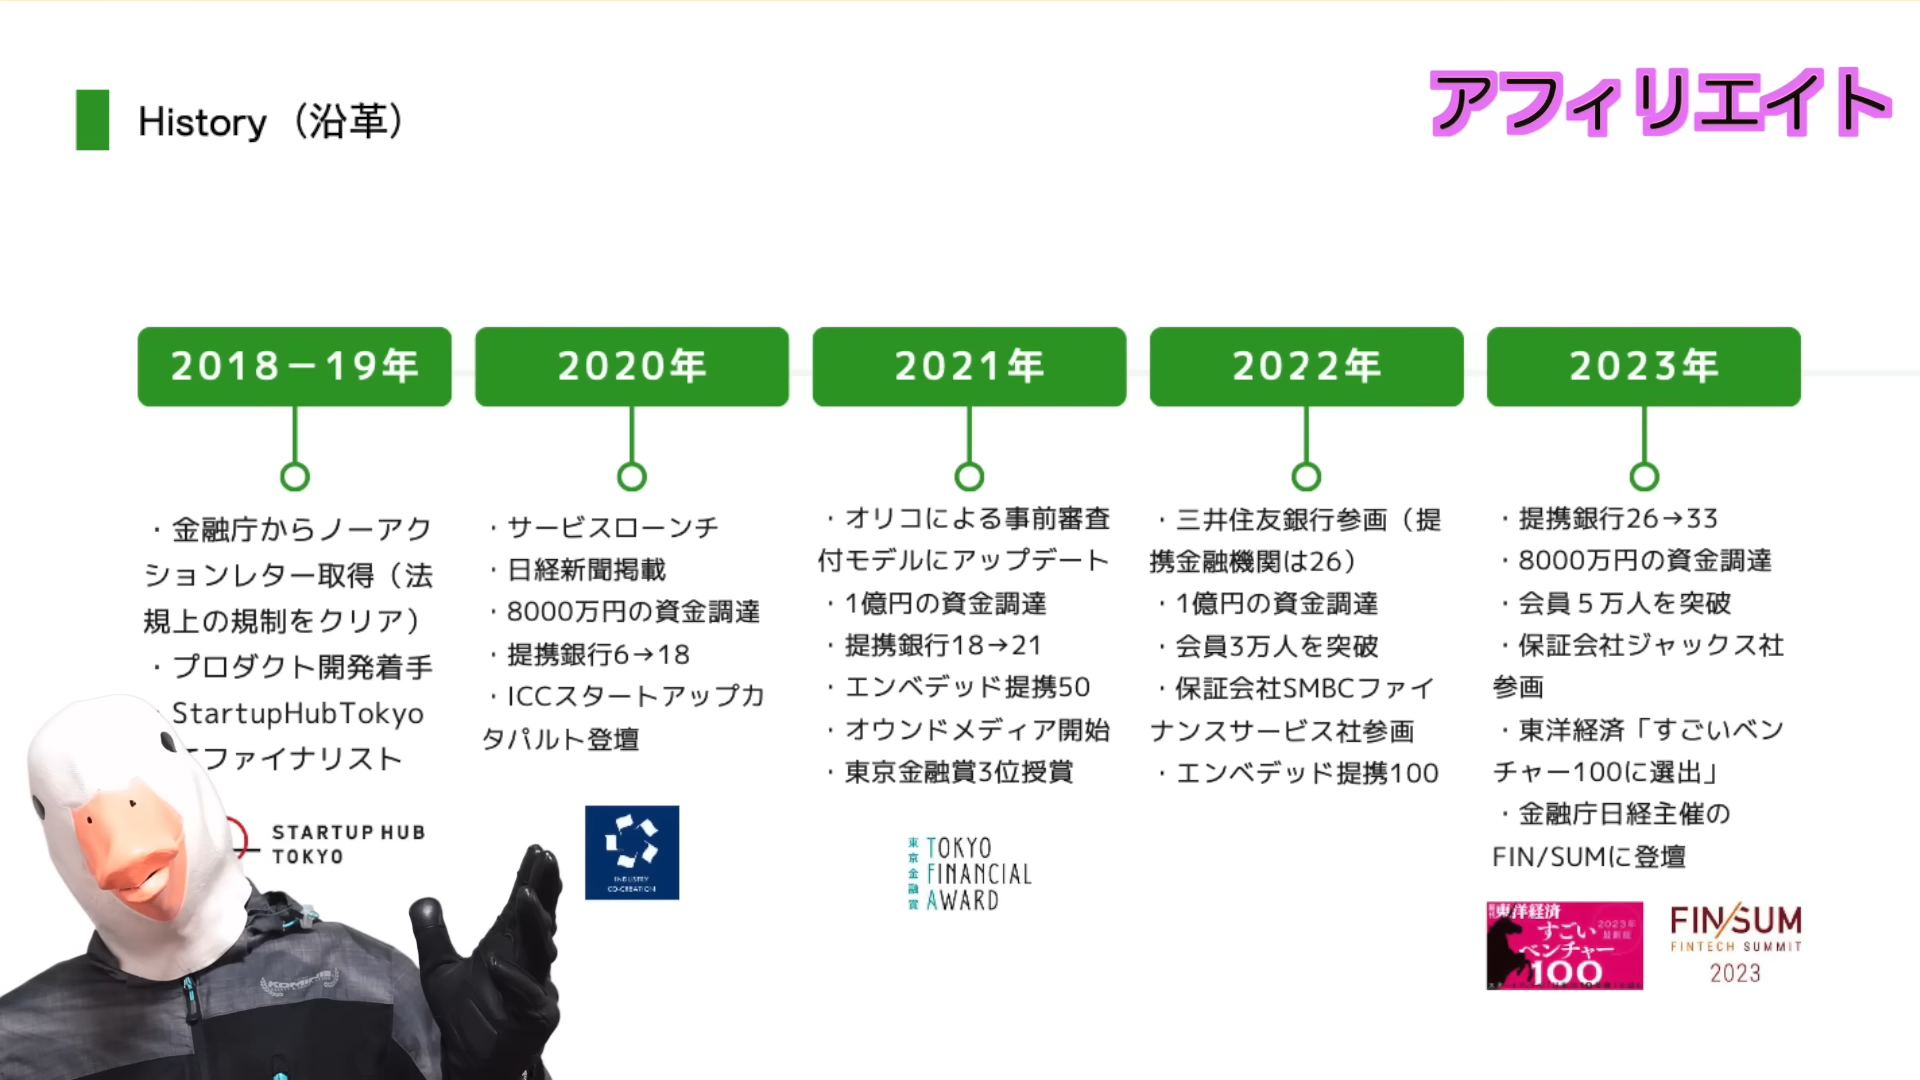 History（沿革）
アフィリエイト
2018－19年
・金融庁からノーアク
ションレター取得（法
規上の規制をクリア）
・プロダクト開発着手
・StartupHubTokyo
ファイナリスト
STARTUP HUB
TOKYO
2020年
・サービスローンチ
・日経新聞掲載
・8000万円の資金調達
・提携銀行6→18
・ICCスタートアップカ
タパルト登壇
INDUSTRY
CO-CREATION
2021年
・オリコによる事前審査
付モデルにアップデート
・1億円の資金調達
・提携銀行18→21
・エンベデッド提携50
・オウンドメディア開始
・東京金融賞3位授賞
東京金融賞
TOKYO
FINANCIAL
AWARD
2022年
・三井住友銀行参画（提
携金融機関は26）
・1億円の資金調達
・会員3万人を突破
・保証会社SMBCファイ
ナンスサービス社参画
・エンベデッド提携100
2023年
・提携銀行26→33
・8000万円の資金調達
・会員５万人を突破
・保証会社ジャックス社
参画
・東洋経済「すごいベン
チャー100に選出」
・金融庁日経主催の
FIN/SUMに登壇
東洋経済
すごい
ベンチャー
100
2023年
最新版
FIN/SUM
FINTECH SUMMIT
2023
KOMINE